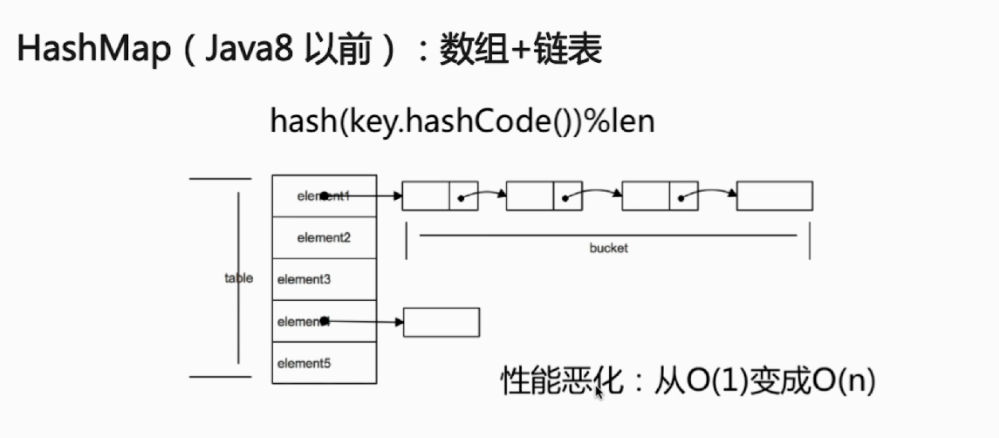 HashMap（Java8 以前）：数组+链表
hash(key.hashCode())%len
element1
element2
bucket
table
element3
element4
element5
性能恶化：从O(1)变成O(n)